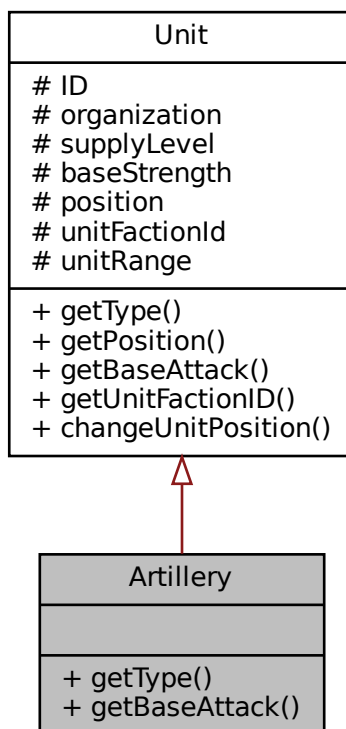 Unit
# ID
# organization
# supplyLevel
# baseStrength
# position
# unitFactionId
# unitRange
+ getType()
+ getPosition()
+ getBaseAttack()
+ getUnitFactionID()
+ changeUnitPosition()
Artillery
+ getType()
+ getBaseAttack()